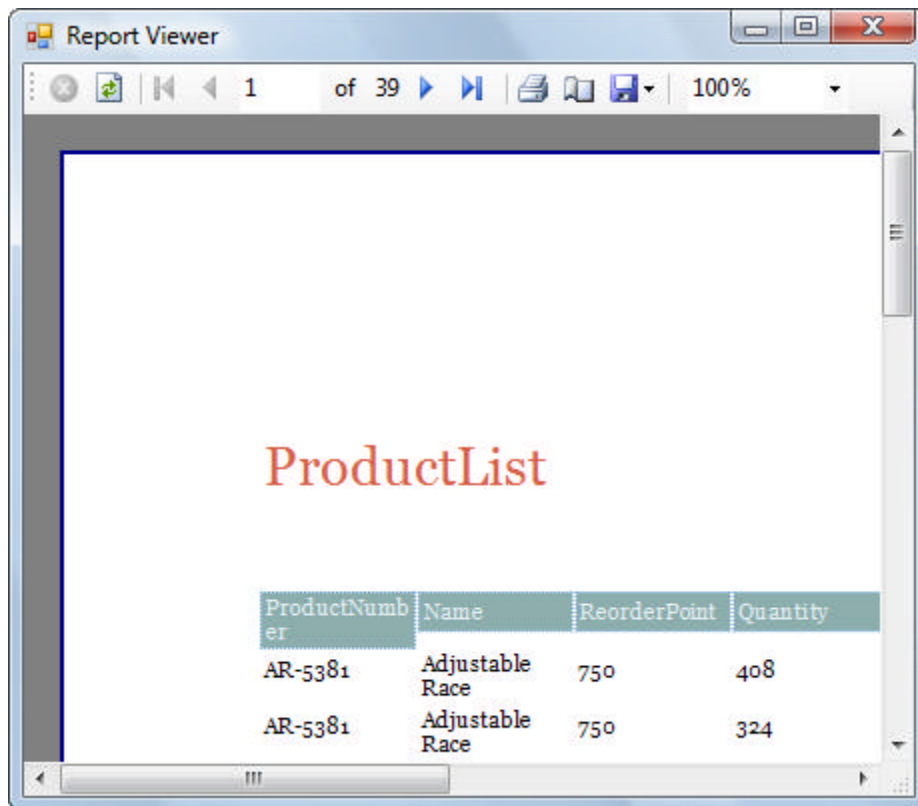 Report Viewer
1 of 39 100%
ProductList
ProductNumb
er
Name ReorderPoint Quantity
AR-5381 Adjustable
Race 750 408
AR-5381 Adjustable
Race 750 324